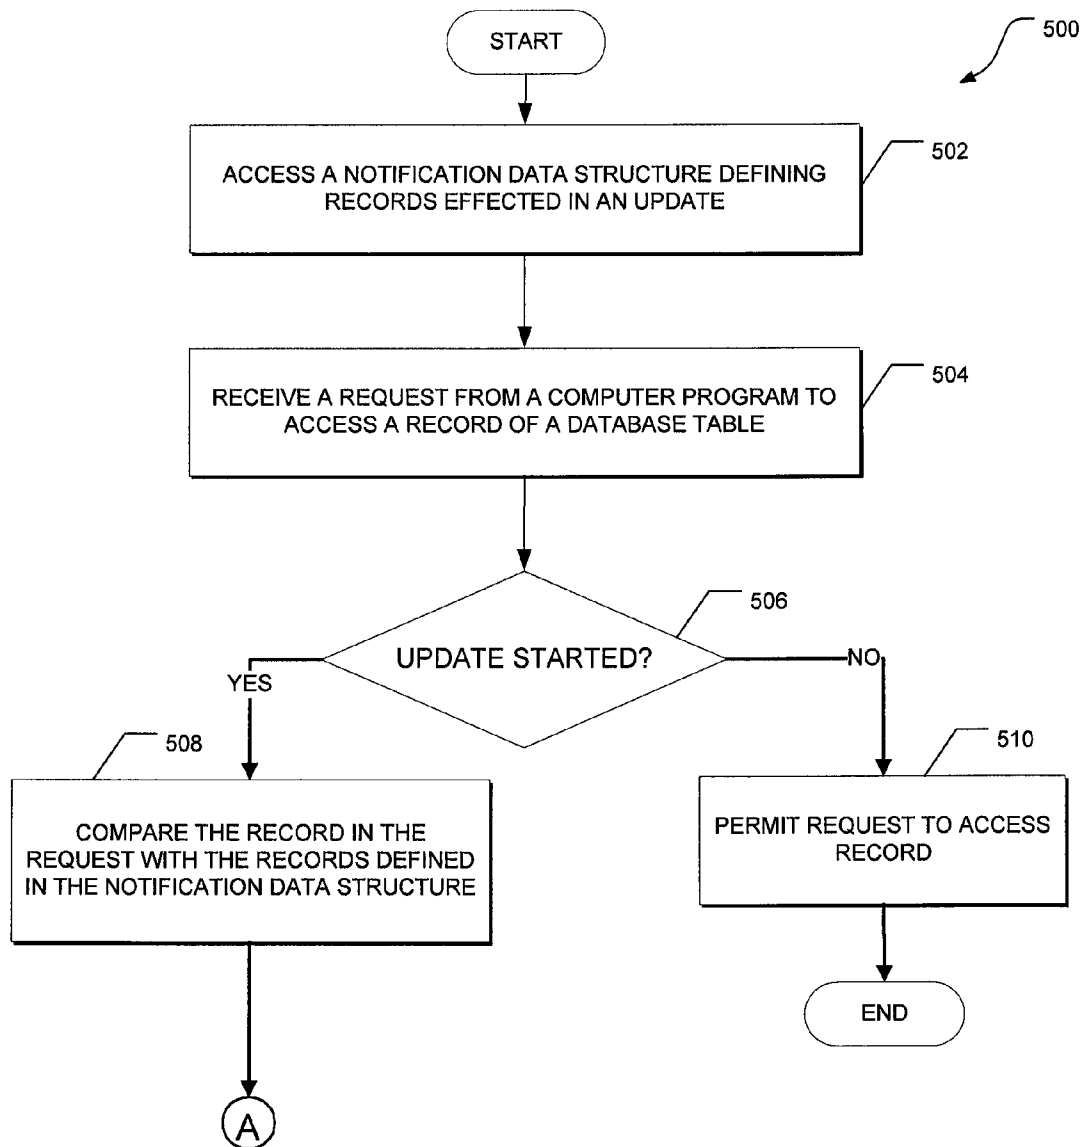 START
500
502
ACCESS A NOTIFICATION DATA STRUCTURE DEFINING
RECORDS EFFECTED IN AN UPDATE
504
RECEIVE A REQUEST FROM A COMPUTER PROGRAM TO
ACCESS A RECORD OF A DATABASE TABLE
506
UPDATE STARTED?
YES
NO
508
COMPARE THE RECORD IN THE
REQUEST WITH THE RECORDS DEFINED
IN THE NOTIFICATION DATA STRUCTURE
510
PERMIT REQUEST TO ACCESS
RECORD
END
A